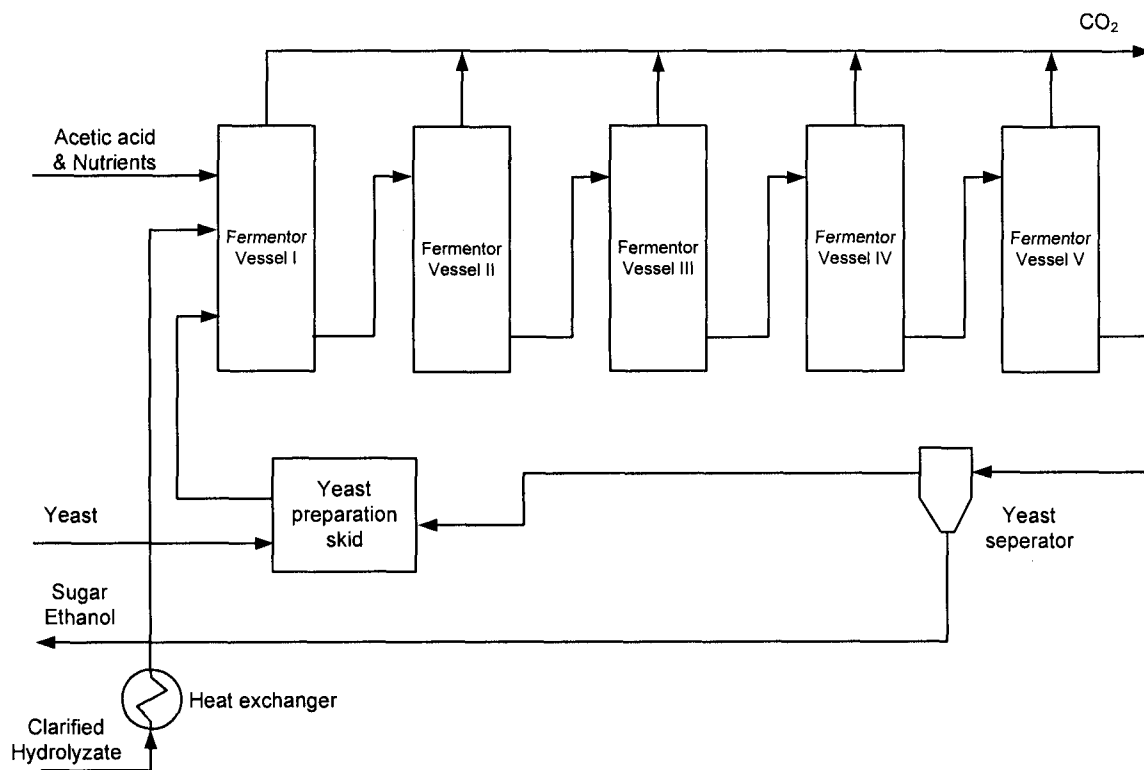 CO₂
Acetic acid
& Nutrients
Fermentor
Vessel I
Fermentor
Vessel II
Fermentor
Vessel III
Fermentor
Vessel IV
Fermentor
Vessel V
Yeast
Yeast
preparation
skid
Yeast
seperator
Sugar
Ethanol
Heat exchanger
Clarified
Hydrolyzate